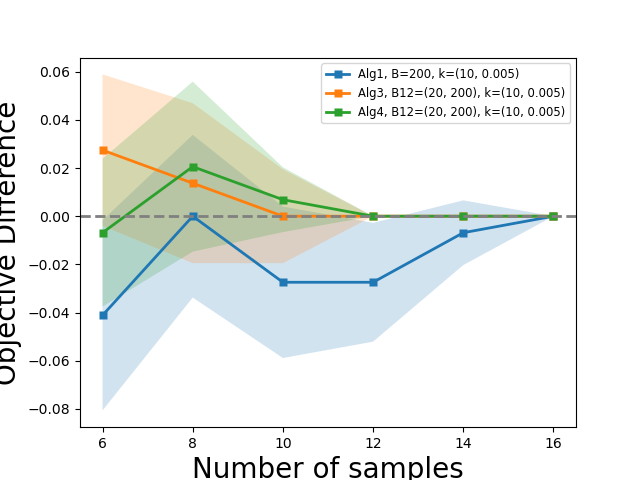 Alg1, B=200, k=(10, 0.005)
Alg3, B12=(20, 200), k=(10, 0.005)
Alg4, B12=(20, 200), k=(10, 0.005)
0.06
0.04
0.02
0.00
−0.02
−0.04
−0.06
−0.08
Objective Difference
6 8 10 12 14 16
Number of samples